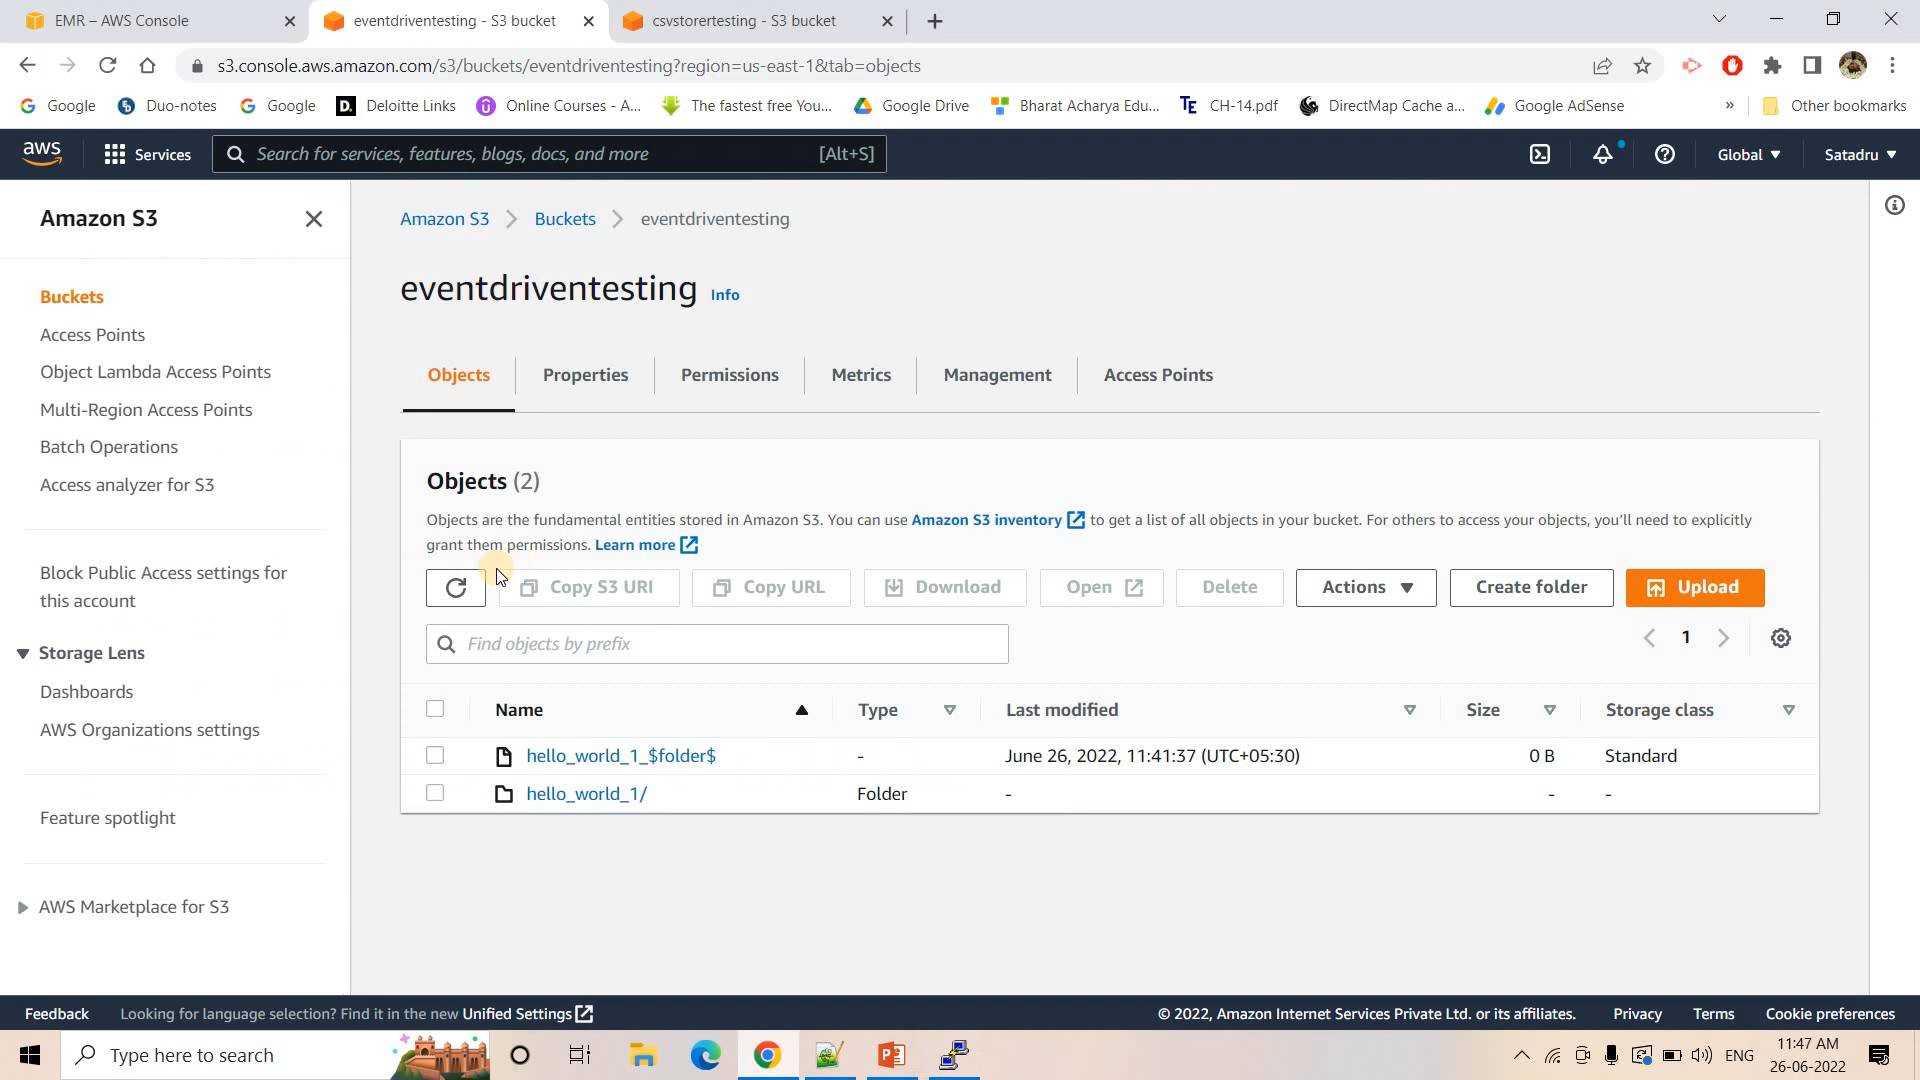 EMR – AWS Console
eventdriventesting - S3 bucket
csvstorertesting - S3 bucket
s3.console.aws.amazon.com/s3/buckets/eventdriventesting?region=us-east-1&tab=objects
Google
Duo-notes
Google
D.
Deloitte Links
Online Courses - A...
The fastest free You...
Google Drive
Bharat Acharya Edu...
TE
CH-14.pdf
DirectMap Cache a...
Google AdSense
»
Other bookmarks
aws
Services
Search for services, features, blogs, docs, and more
[Alt+S]
Global
Satadru
Amazon S3
Buckets
Access Points
Object Lambda Access Points
Multi-Region Access Points
Batch Operations
Access analyzer for S3
Block Public Access settings for
this account
Storage Lens
Dashboards
AWS Organizations settings
Feature spotlight
AWS Marketplace for S3
Amazon S3
Buckets
eventdriventesting
eventdriventesting Info
Objects
Properties
Permissions
Metrics
Management
Access Points
Objects (2)
Objects are the fundamental entities stored in Amazon S3. You can use Amazon S3 inventory to get a list of all objects in your bucket. For others to access your objects, you'll need to explicitly
grant them permissions. Learn more
Copy S3 URI
Copy URL
Download
Open
Delete
Actions
Create folder
Upload
Find objects by prefix
1
Name Type Last modified Size Storage class
hello_world_1_$folder$ - June 26, 2022, 11:41:37 (UTC+05:30) 0 B Standard
hello_world_1/ Folder - - -
Feedback
Looking for language selection? Find it in the new Unified Settings
© 2022, Amazon Internet Services Private Ltd. or its affiliates.
Privacy
Terms
Cookie preferences
Type here to search
ENG
11:47 AM
26-06-2022